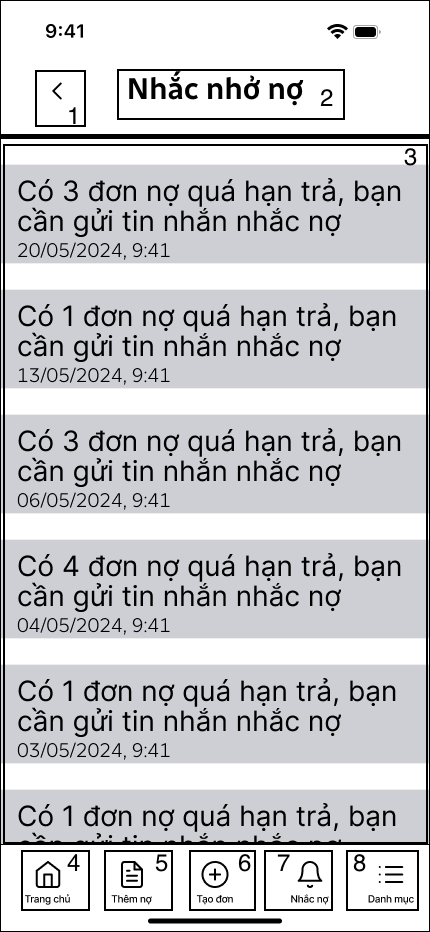 9:41
1
Nhắc nhở nợ 2
3
Có 3 đơn nợ quá hạn trả, bạn
cần gửi tin nhắn nhắc nợ
20/05/2024, 9:41
Có 1 đơn nợ quá hạn trả, bạn
cần gửi tin nhắn nhắc nợ
13/05/2024, 9:41
Có 3 đơn nợ quá hạn trả, bạn
cần gửi tin nhắn nhắc nợ
06/05/2024, 9:41
Có 4 đơn nợ quá hạn trả, bạn
cần gửi tin nhắn nhắc nợ
04/05/2024, 9:41
Có 1 đơn nợ quá hạn trả, bạn
cần gửi tin nhắn nhắc nợ
03/05/2024, 9:41
Có 1 đơn nợ quá hạn trả, bạn
cần gửi tin nhắn nhắc nợ
4
Trang chủ
5
Thêm nợ
6
Tạo đơn
7
Nhắc nợ
8
Danh mục